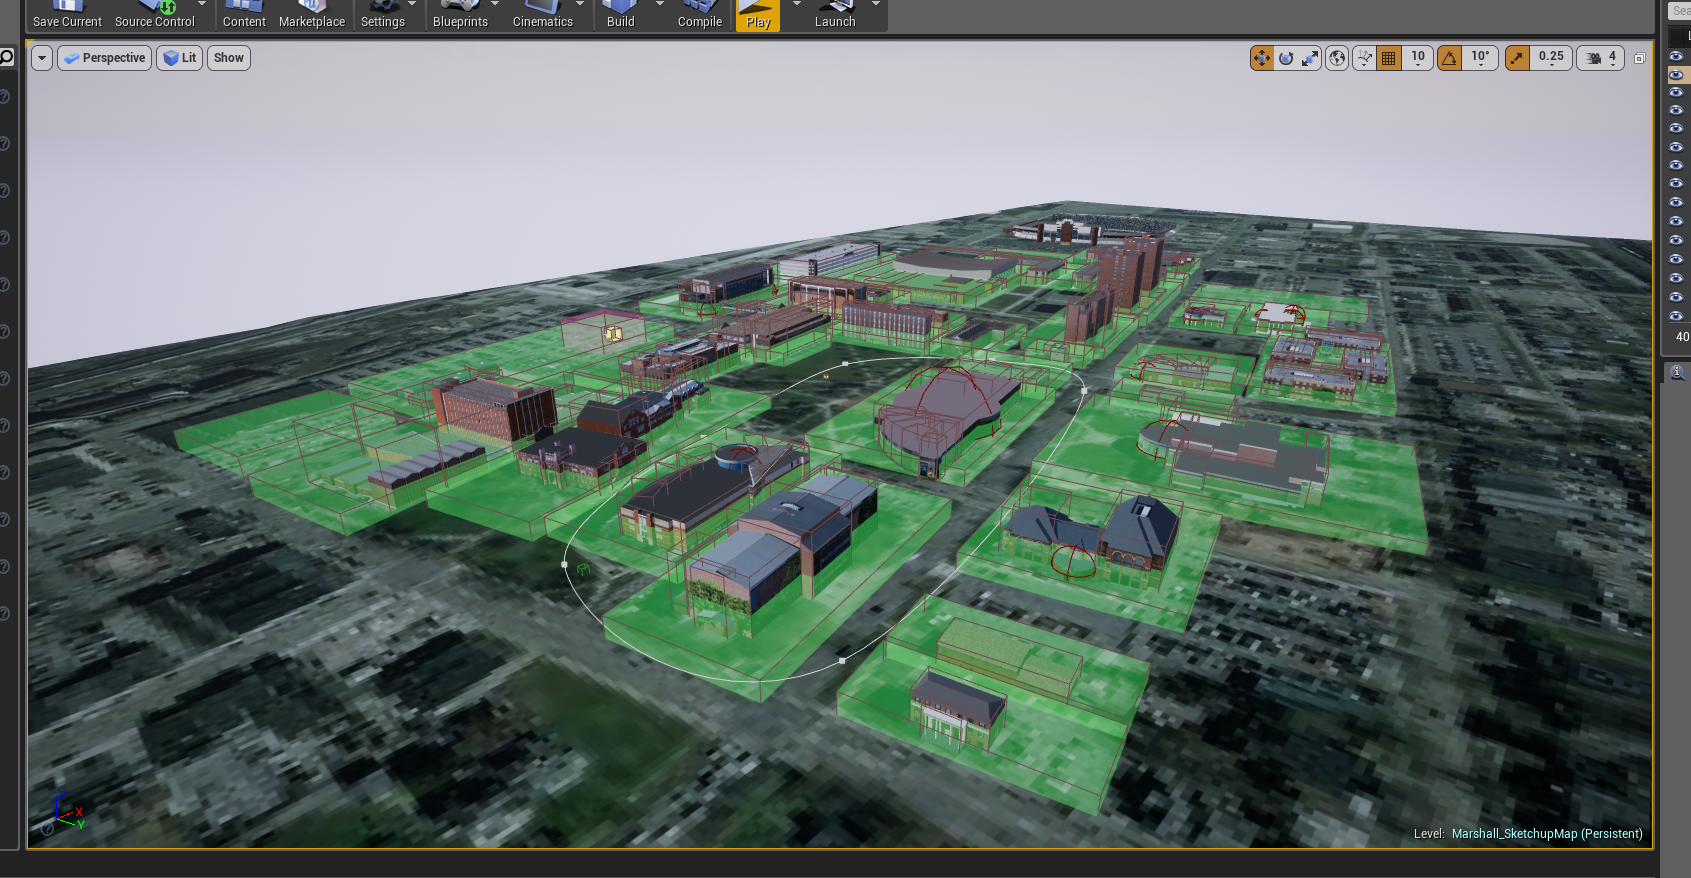 Save Current
Source Control
Content
Marketplace
Settings
Blueprints
Cinematics
Build
Compile
Play
Launch
Sea
Perspective
Lit
Show
10
10°
0.25
4
40
X
Y
Level: Marshall_SketchupMap (Persistent)